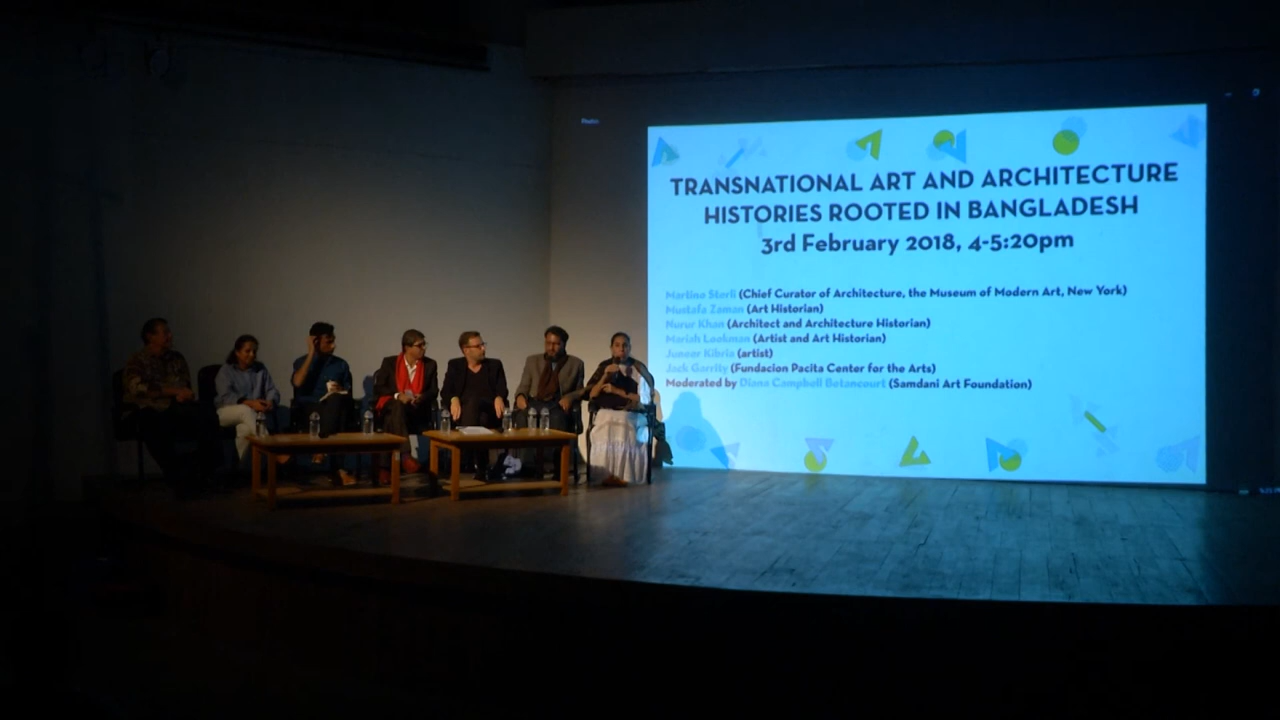 TRANSNATIONAL ART AND ARCHITECTURE
HISTORIES ROOTED IN BANGLADESH
3rd February 2018, 4-5:20pm
Martino Sterli (Chief Curator of Architecture, the Museum of Modern Art, New York)
Mustafa Zaman (Art Historian)
Nurur Khan (Architect and Architecture Historian)
Mariah Lookman (Artist and Art Historian)
Juneer Kibria (artist)
Jack Garrity (Fundacion Pacita Center for the Arts)
Moderated by Diana Campbell Betancourt (Samdani Art Foundation)